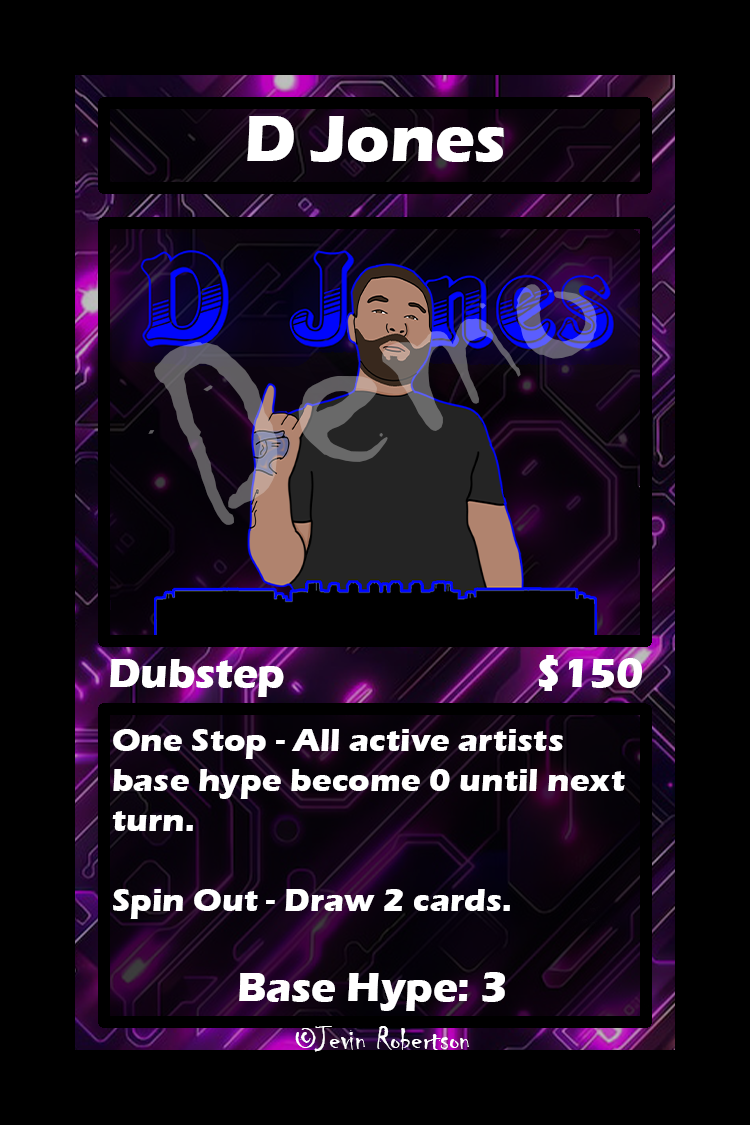 D Jones
D Jones
Demo
Dubstep
$150
One Stop - All active artists
base hype become 0 until next
turn.
Spin Out - Draw 2 cards.
Base Hype: 3
©Jevin Robertson